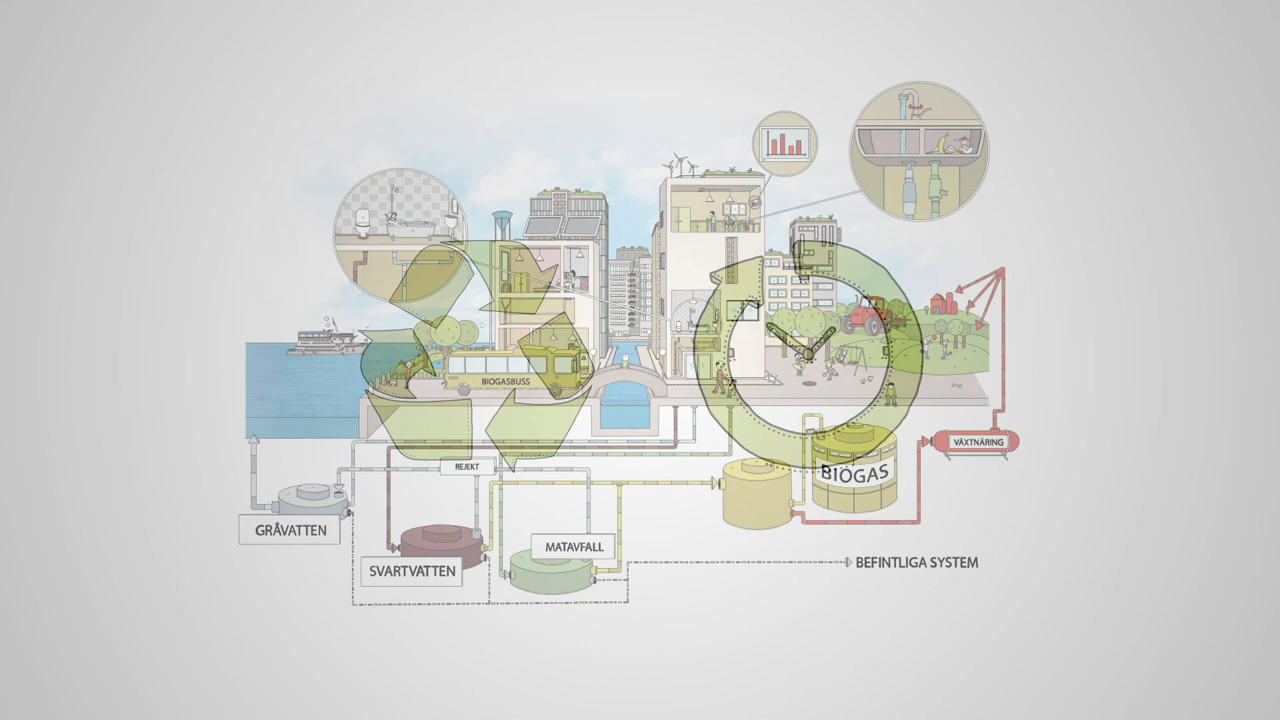 BIOGASBUSS
VÄXTNÄRING
REJEKT
BIOGAS
GRÅVATTEN
MATAVFALL
SVARTVATTEN
BEFINTLIGA SYSTEM